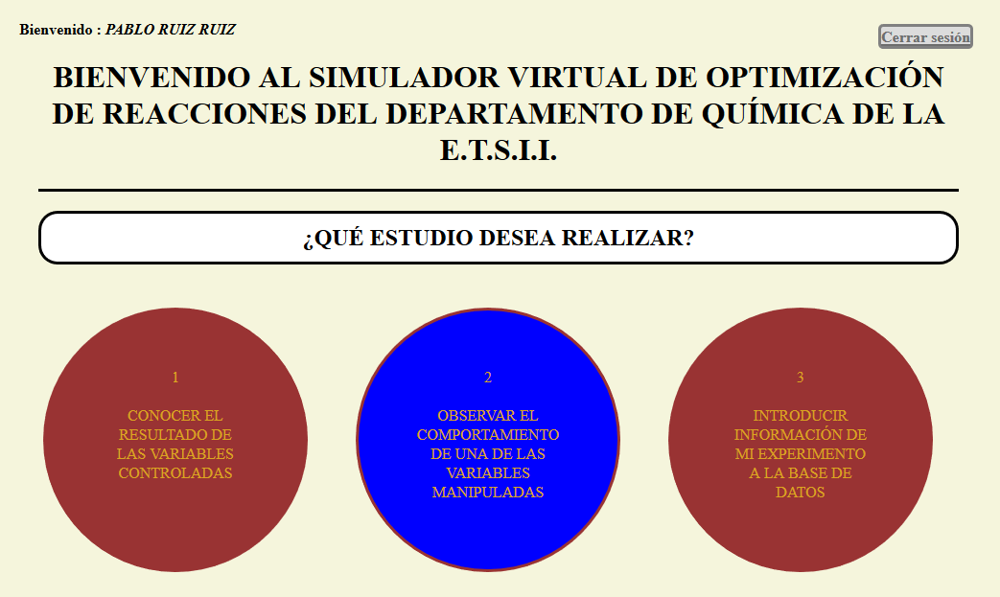 Bienvenido : PABLO RUIZ RUIZ
Cerrar sesión
BIENVENIDO AL SIMULADOR VIRTUAL DE OPTIMIZACIÓN
DE REACCIONES DEL DEPARTAMENTO DE QUÍMICA DE LA
E.T.S.I.I.
¿QUÉ ESTUDIO DESEA REALIZAR?
1
CONOCER EL
RESULTADO DE
LAS VARIABLES
CONTROLADAS
2
OBSERVAR EL
COMPORTAMIENTO
DE UNA DE LAS
VARIABLES
MANIPULADAS
3
INTRODUCIR
INFORMACIÓN DE
MI EXPERIMENTO
A LA BASE DE
DATOS